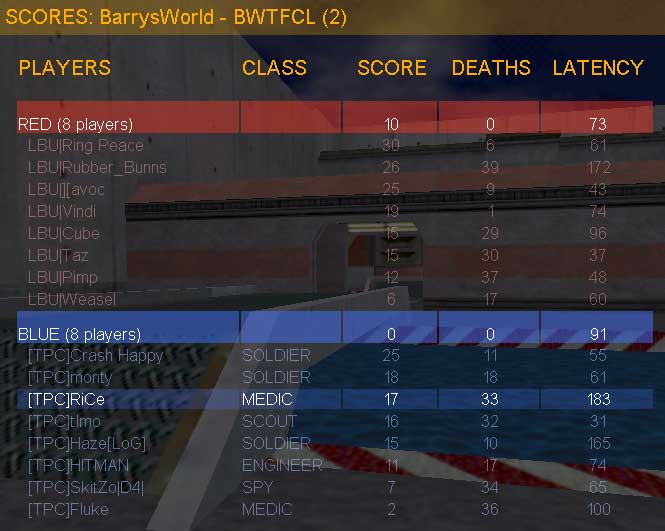 SCORES: BarrysWorld - BWTFCL (2)
PLAYERS CLASS SCORE DEATHS LATENCY
RED (8 players) 10 0 73
LBU|Ring Peace 30 6 61
LBU|Rubber_Bunns 26 39 172
LBU|][avoc 25 9 43
LBU|Vindi 19 1 74
LBU|Cube 15 29 96
LBU|Taz 15 30 37
LBU|Pimp 12 37 48
LBU|Weasel 6 17 60
BLUE (8 players) 0 0 91
[TPC]Crash Happy SOLDIER 25 11 55
[TPC]monty SOLDIER 18 18 61
[TPC]RiCe MEDIC 17 33 183
[TPC]tImo SCOUT 16 32 31
[TPC]Haze[LoG] SOLDIER 15 10 165
[TPC]HITMAN ENGINEER 11 17 74
[TPC]SkitZo|D4| SPY 7 34 65
[TPC]Fluke MEDIC 2 36 100